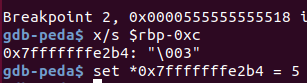 Breakpoint 2, 0x0000555555555518 i
gdb-peda$ x/s $rbp-0xc
0x7fffffffe2b4: "\003"
gdb-peda$ set *0x7fffffffe2b4 = 5